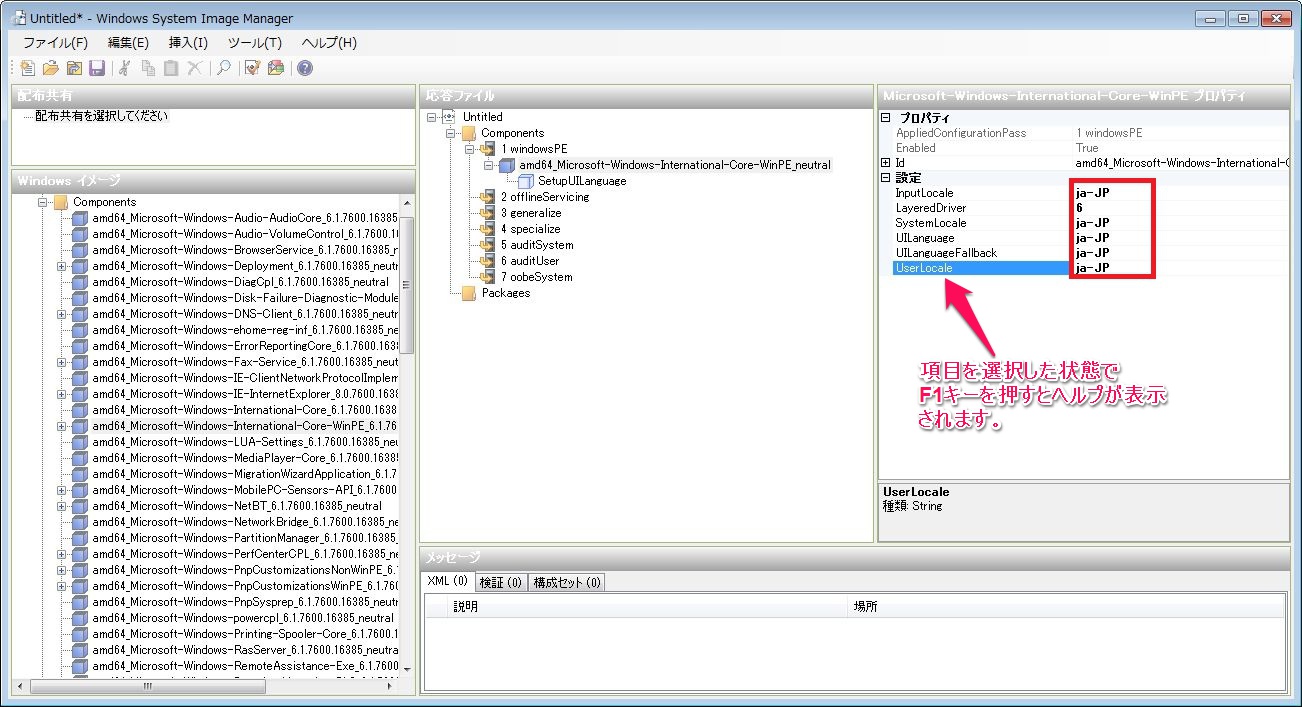 Untitled* - Windows System Image Manager
ファイル(F) 編集(E) 挿入(I) ツール(T) ヘルプ(H)
配布共有
配布共有を選択してください
Windows イメージ
Components
amd64_Microsoft-Windows-Audio-AudioCore_6.1.7600.16385
amd64_Microsoft-Windows-Audio-VolumeControl_6.1.7600
amd64_Microsoft-Windows-BrowserService_6.1.7600.16385
amd64_Microsoft-Windows-Deployment_6.1.7600.16385_neutr
amd64_Microsoft-Windows-DiagCpl_6.1.7600.16385_neutral
amd64_Microsoft-Windows-Disk-Failure-Diagnostic-Module
amd64_Microsoft-Windows-DNS-Client_6.1.7600.16385_neutr
amd64_Microsoft-Windows-ehome-reg-inf_6.1.7600.16385_ne
amd64_Microsoft-Windows-ErrorReportingCore_6.1.7600.16385
amd64_Microsoft-Windows-Fax-Service_6.1.7600.16385_neut
amd64_Microsoft-Windows-IE-ClientNetworkProtocolImplem
amd64_Microsoft-Windows-IE-InternetExplorer_8.0.7600.1638
amd64_Microsoft-Windows-International-Core_6.1.7600.1638
amd64_Microsoft-Windows-International-Core-WinPE_6.1.760
amd64_Microsoft-Windows-LUA-Settings_6.1.7600.16385_neu
amd64_Microsoft-Windows-MediaPlayer-Core_6.1.7600.1638
amd64_Microsoft-Windows-MigrationWizardApplication_6.1.7
amd64_Microsoft-Windows-MobilePC-Sensors-API_6.1.7600
amd64_Microsoft-Windows-NetBT_6.1.7600.16385_neutral
amd64_Microsoft-Windows-NetworkBridge_6.1.7600.16385_ne
amd64_Microsoft-Windows-PartitionManager_6.1.7600.16385
amd64_Microsoft-Windows-PerfCenterCPL_6.1.7600.16385_n
amd64_Microsoft-Windows-PnpCustomizationsNonWinPE_6.1
amd64_Microsoft-Windows-PnpCustomizationsWinPE_6.1.760
amd64_Microsoft-Windows-PnpSysprep_6.1.7600.16385_neutr
amd64_Microsoft-Windows-powercpl_6.1.7600.16385_neutral
amd64_Microsoft-Windows-Printing-Spooler-Core_6.1.7600.1
amd64_Microsoft-Windows-RasServer_6.1.7600.16385_neutra
amd64_Microsoft-Windows-RemoteAssistance-Exe_6.1.7600
応答ファイル
Untitled
Components
1 windowsPE
amd64_Microsoft-Windows-International-Core-WinPE_neutral
SetupUILanguage
2 offlineServicing
3 generalize
4 specialize
5 auditSystem
6 auditUser
7 oobeSystem
Packages
Microsoft-Windows-International-Core-WinPE プロパティ
プロパティ
AppliedConfigurationPass 1 windowsPE
Enabled True
Id amd64_Microsoft-Windows-International-C
設定
InputLocale ja-JP
LayeredDriver 6
SystemLocale ja-JP
UILanguage ja-JP
UILanguageFallback ja-JP
UserLocale ja-JP
項目を選択した状態で
F1キーを押すとヘルプが表示
されます。
UserLocale
種類: String
メッセージ
XML (0) 検証 (0) 構成セット (0)
説明 場所